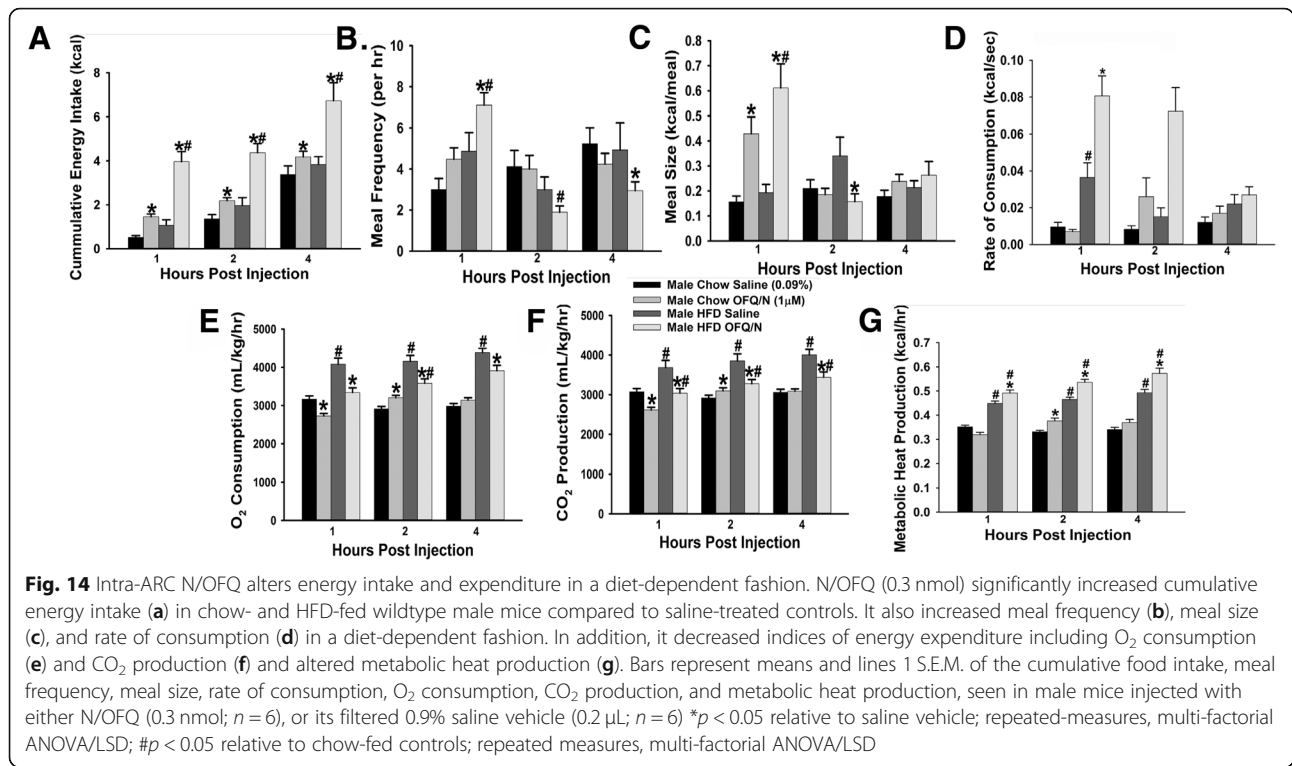 A
B.
C
D
Cummulative Energy Intake (kcal)
8
6
4
2
0
*
*#
*
*#
*
*#
1 2 4
Hours Post Injection
Meal Frequency (per hr)
10
8
6
4
2
0
*#
#
*
1 2 4
Hours Post Injection
Meal Size (kcal/meal)
0.8
0.7
0.6
0.5
0.4
0.3
0.2
0.1
0.0
*
*#
*
1 2 4
Hours Post Injection
Rate of Consumption (kcal/sec)
0.10
0.08
0.06
0.04
0.02
0.00
#
*
1 2 4
Hours Post Injection
Male Chow Saline (0.09%)
Male Chow OFQ/N (1µM)
Male HFD Saline
Male HFD OFQ/N
E
F
G
O2 Consumption (mL/kg/hr)
5000
4000
3000
2000
1000
0
*
#
*
*
#
*#
#
*
1 2 4
Hours Post Injection
CO2 Production (mL/kg/hr)
5000
4000
3000
2000
1000
0
*
#
*#
*
#
*#
#
*#
1 2 4
Hours Post Injection
Metabolic Heat Production (kcal/hr)
0.7
0.6
0.5
0.4
0.3
0.2
0.1
0.0
#
#
*
*
#
#
*
#
#
*
1 2 4
Hours Post Injection
Fig. 14 Intra-ARC N/OFQ alters energy intake and expenditure in a diet-dependent fashion. N/OFQ (0.3 nmol) significantly increased cumulative
energy intake (a) in chow- and HFD-fed wildtype male mice compared to saline-treated controls. It also increased meal frequency (b), meal size
(c), and rate of consumption (d) in a diet-dependent fashion. In addition, it decreased indices of energy expenditure including O2 consumption
(e) and CO2 production (f) and altered metabolic heat production (g). Bars represent means and lines 1 S.E.M. of the cumulative food intake, meal
frequency, meal size, rate of consumption, O2 consumption, CO2 production, and metabolic heat production, seen in male mice injected with
either N/OFQ (0.3 nmol; n = 6), or its filtered 0.9% saline vehicle (0.2 µL; n = 6) *p < 0.05 relative to saline vehicle; repeated-measures, multi-factorial
ANOVA/LSD; #p < 0.05 relative to chow-fed controls; repeated measures, multi-factorial ANOVA/LSD